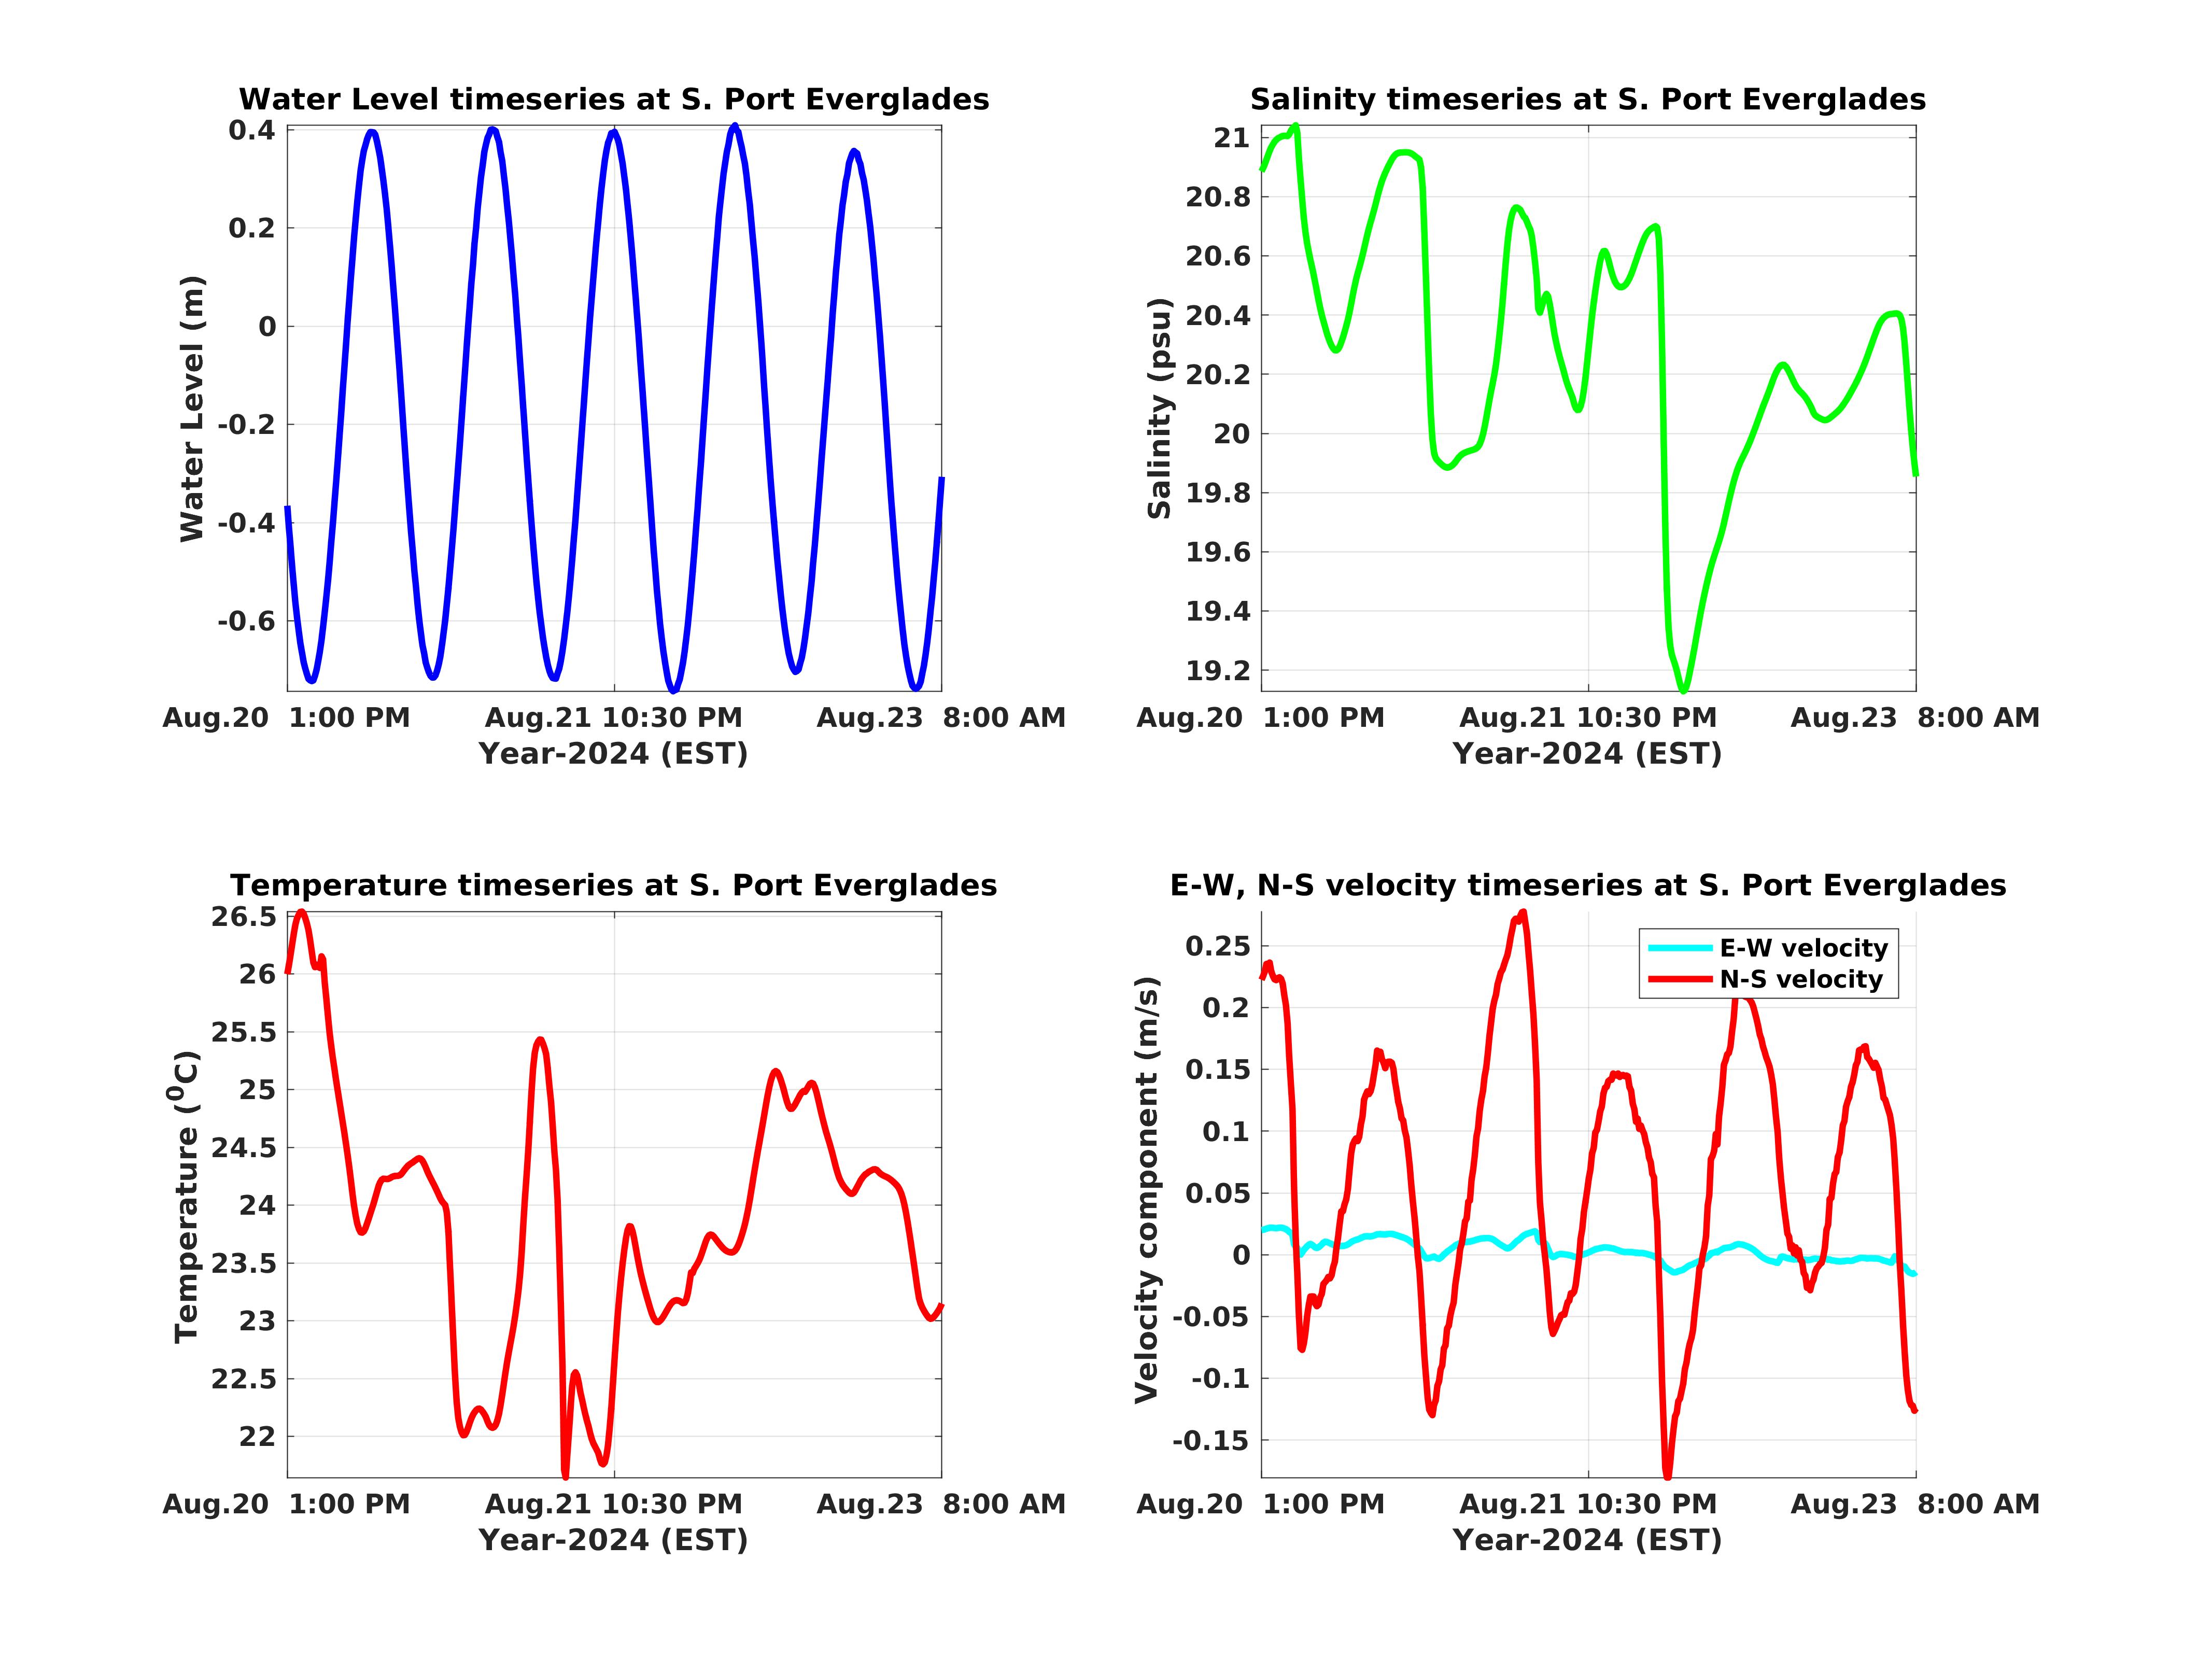 Water Level timeseries at S. Port Everglades
0.4
0.2
0
-0.2
-0.4
-0.6
Water Level (m)
Aug.20 1:00 PM Aug.21 10:30 PM Aug.23 8:00 AM
Year-2024 (EST)
Salinity timeseries at S. Port Everglades
21
20.8
20.6
20.4
20.2
20
19.8
19.6
19.4
19.2
Salinity (psu)
Aug.20 1:00 PM Aug.21 10:30 PM Aug.23 8:00 AM
Year-2024 (EST)
Temperature timeseries at S. Port Everglades
26.5
26
25.5
25
24.5
24
23.5
23
22.5
22
Temperature (⁰C)
Aug.20 1:00 PM Aug.21 10:30 PM Aug.23 8:00 AM
Year-2024 (EST)
E-W, N-S velocity timeseries at S. Port Everglades
E-W velocity
N-S velocity
0.25
0.2
0.15
0.1
0.05
0
-0.05
-0.1
-0.15
Velocity component (m/s)
Aug.20 1:00 PM Aug.21 10:30 PM Aug.23 8:00 AM
Year-2024 (EST)